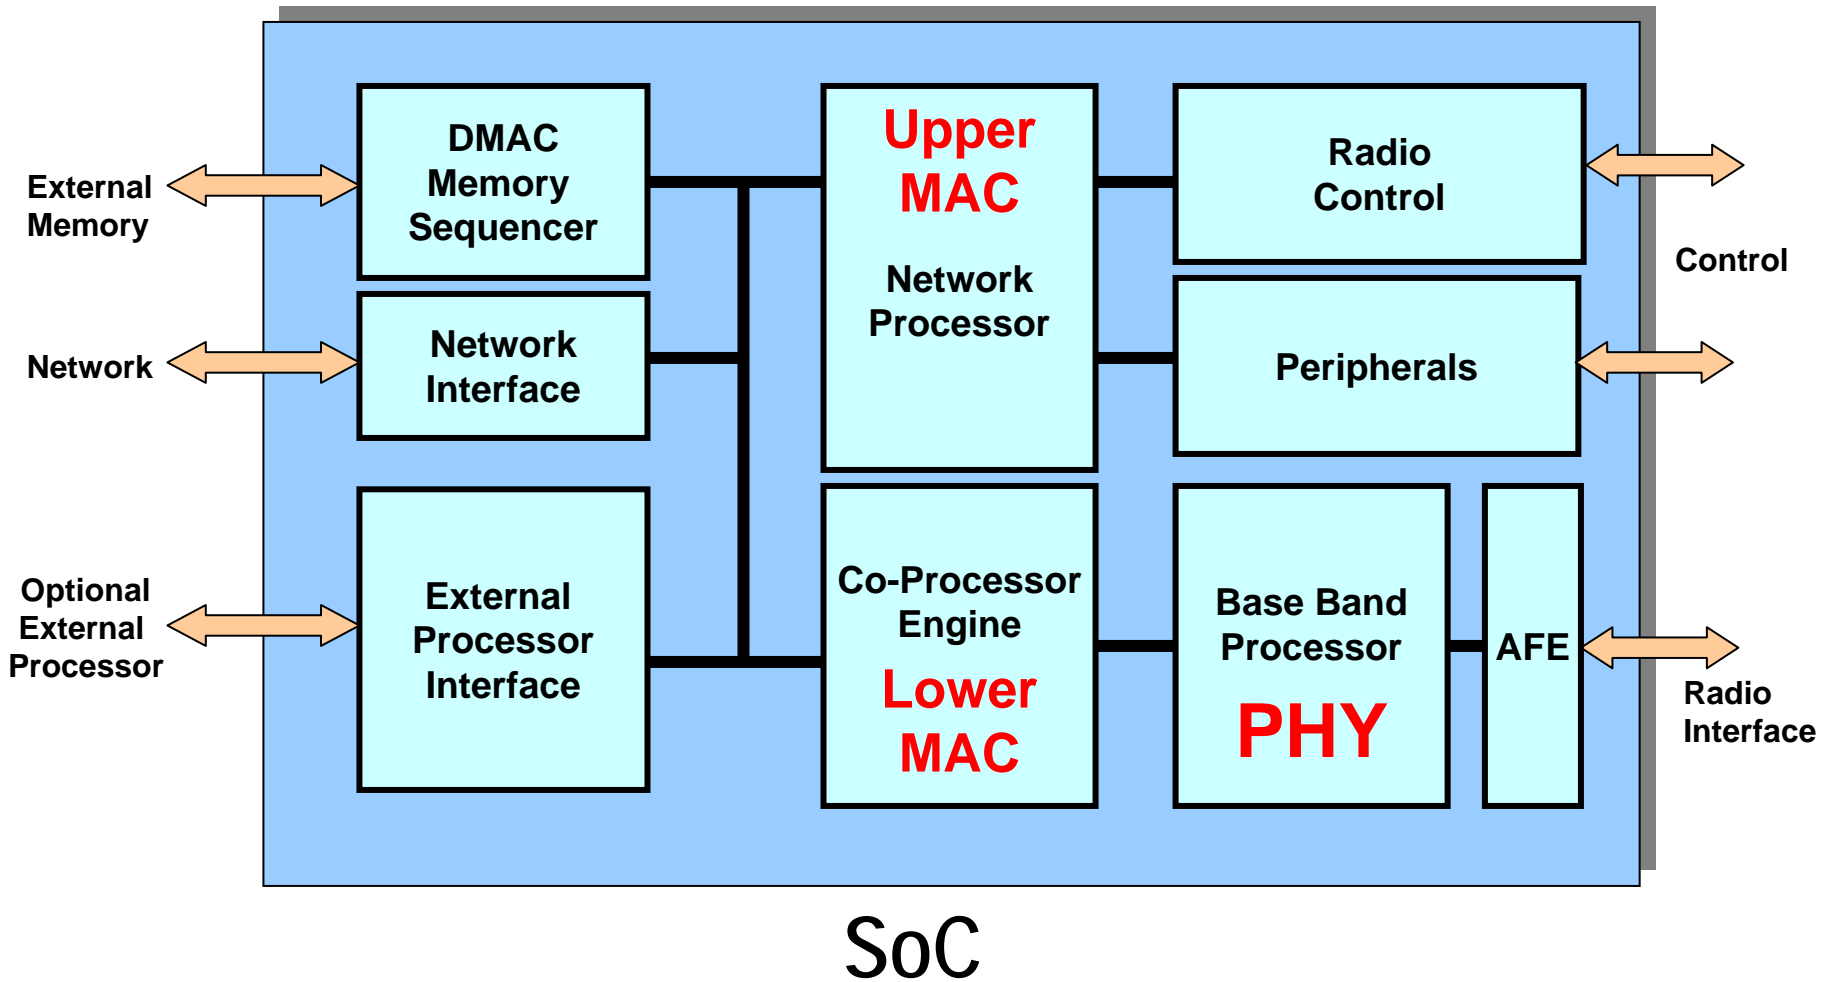 External
Memory
Network
Optional
External
Processor
DMAC
Memory
Sequencer
Network
Interface
External
Processor
Interface
Upper
MAC
Network
Processor
Co-Processor
Engine
Lower
MAC
Radio
Control
Peripherals
Base Band
Processor
PHY
AFE
Control
Radio
Interface
SoC